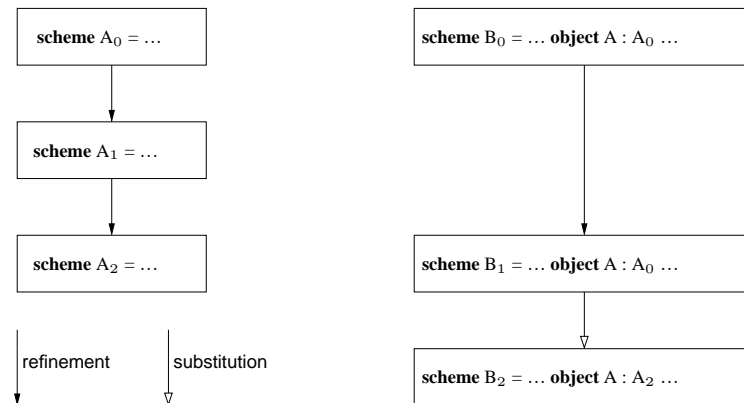 scheme A₀ = …
scheme B₀ = … object A : A₀ …
scheme A₁ = …
scheme A₂ = …
scheme B₁ = … object A : A₀ …
refinement
substitution
scheme B₂ = … object A : A₂ …